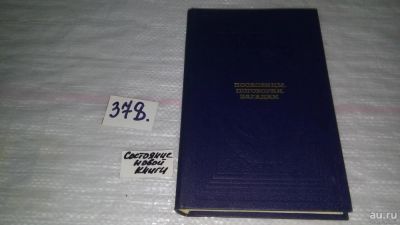 ПОСЛОВИЦЫ,
ПОГОВОРКИ,
ЗАГАДКИ
378.
Состояние
новой
книги
au.ru